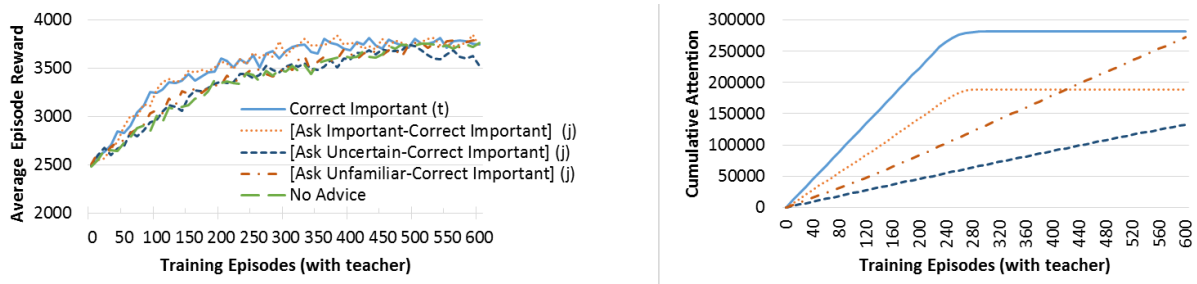 Average Episode Reward
4000
3500
3000
2500
2000
Correct Important (t)
[Ask Important-Correct Important] (j)
[Ask Uncertain-Correct Important] (j)
[Ask Unfamiliar-Correct Important] (j)
No Advice
0 50 100 150 200 250 300 350 400 450 500 550 600
Training Episodes (with teacher)
Cumulative Attention
300000
250000
200000
150000
100000
50000
0
0 40 80 120 160 200 240 280 320 360 400 440 480 520 560 600
Training Episodes (with teacher)